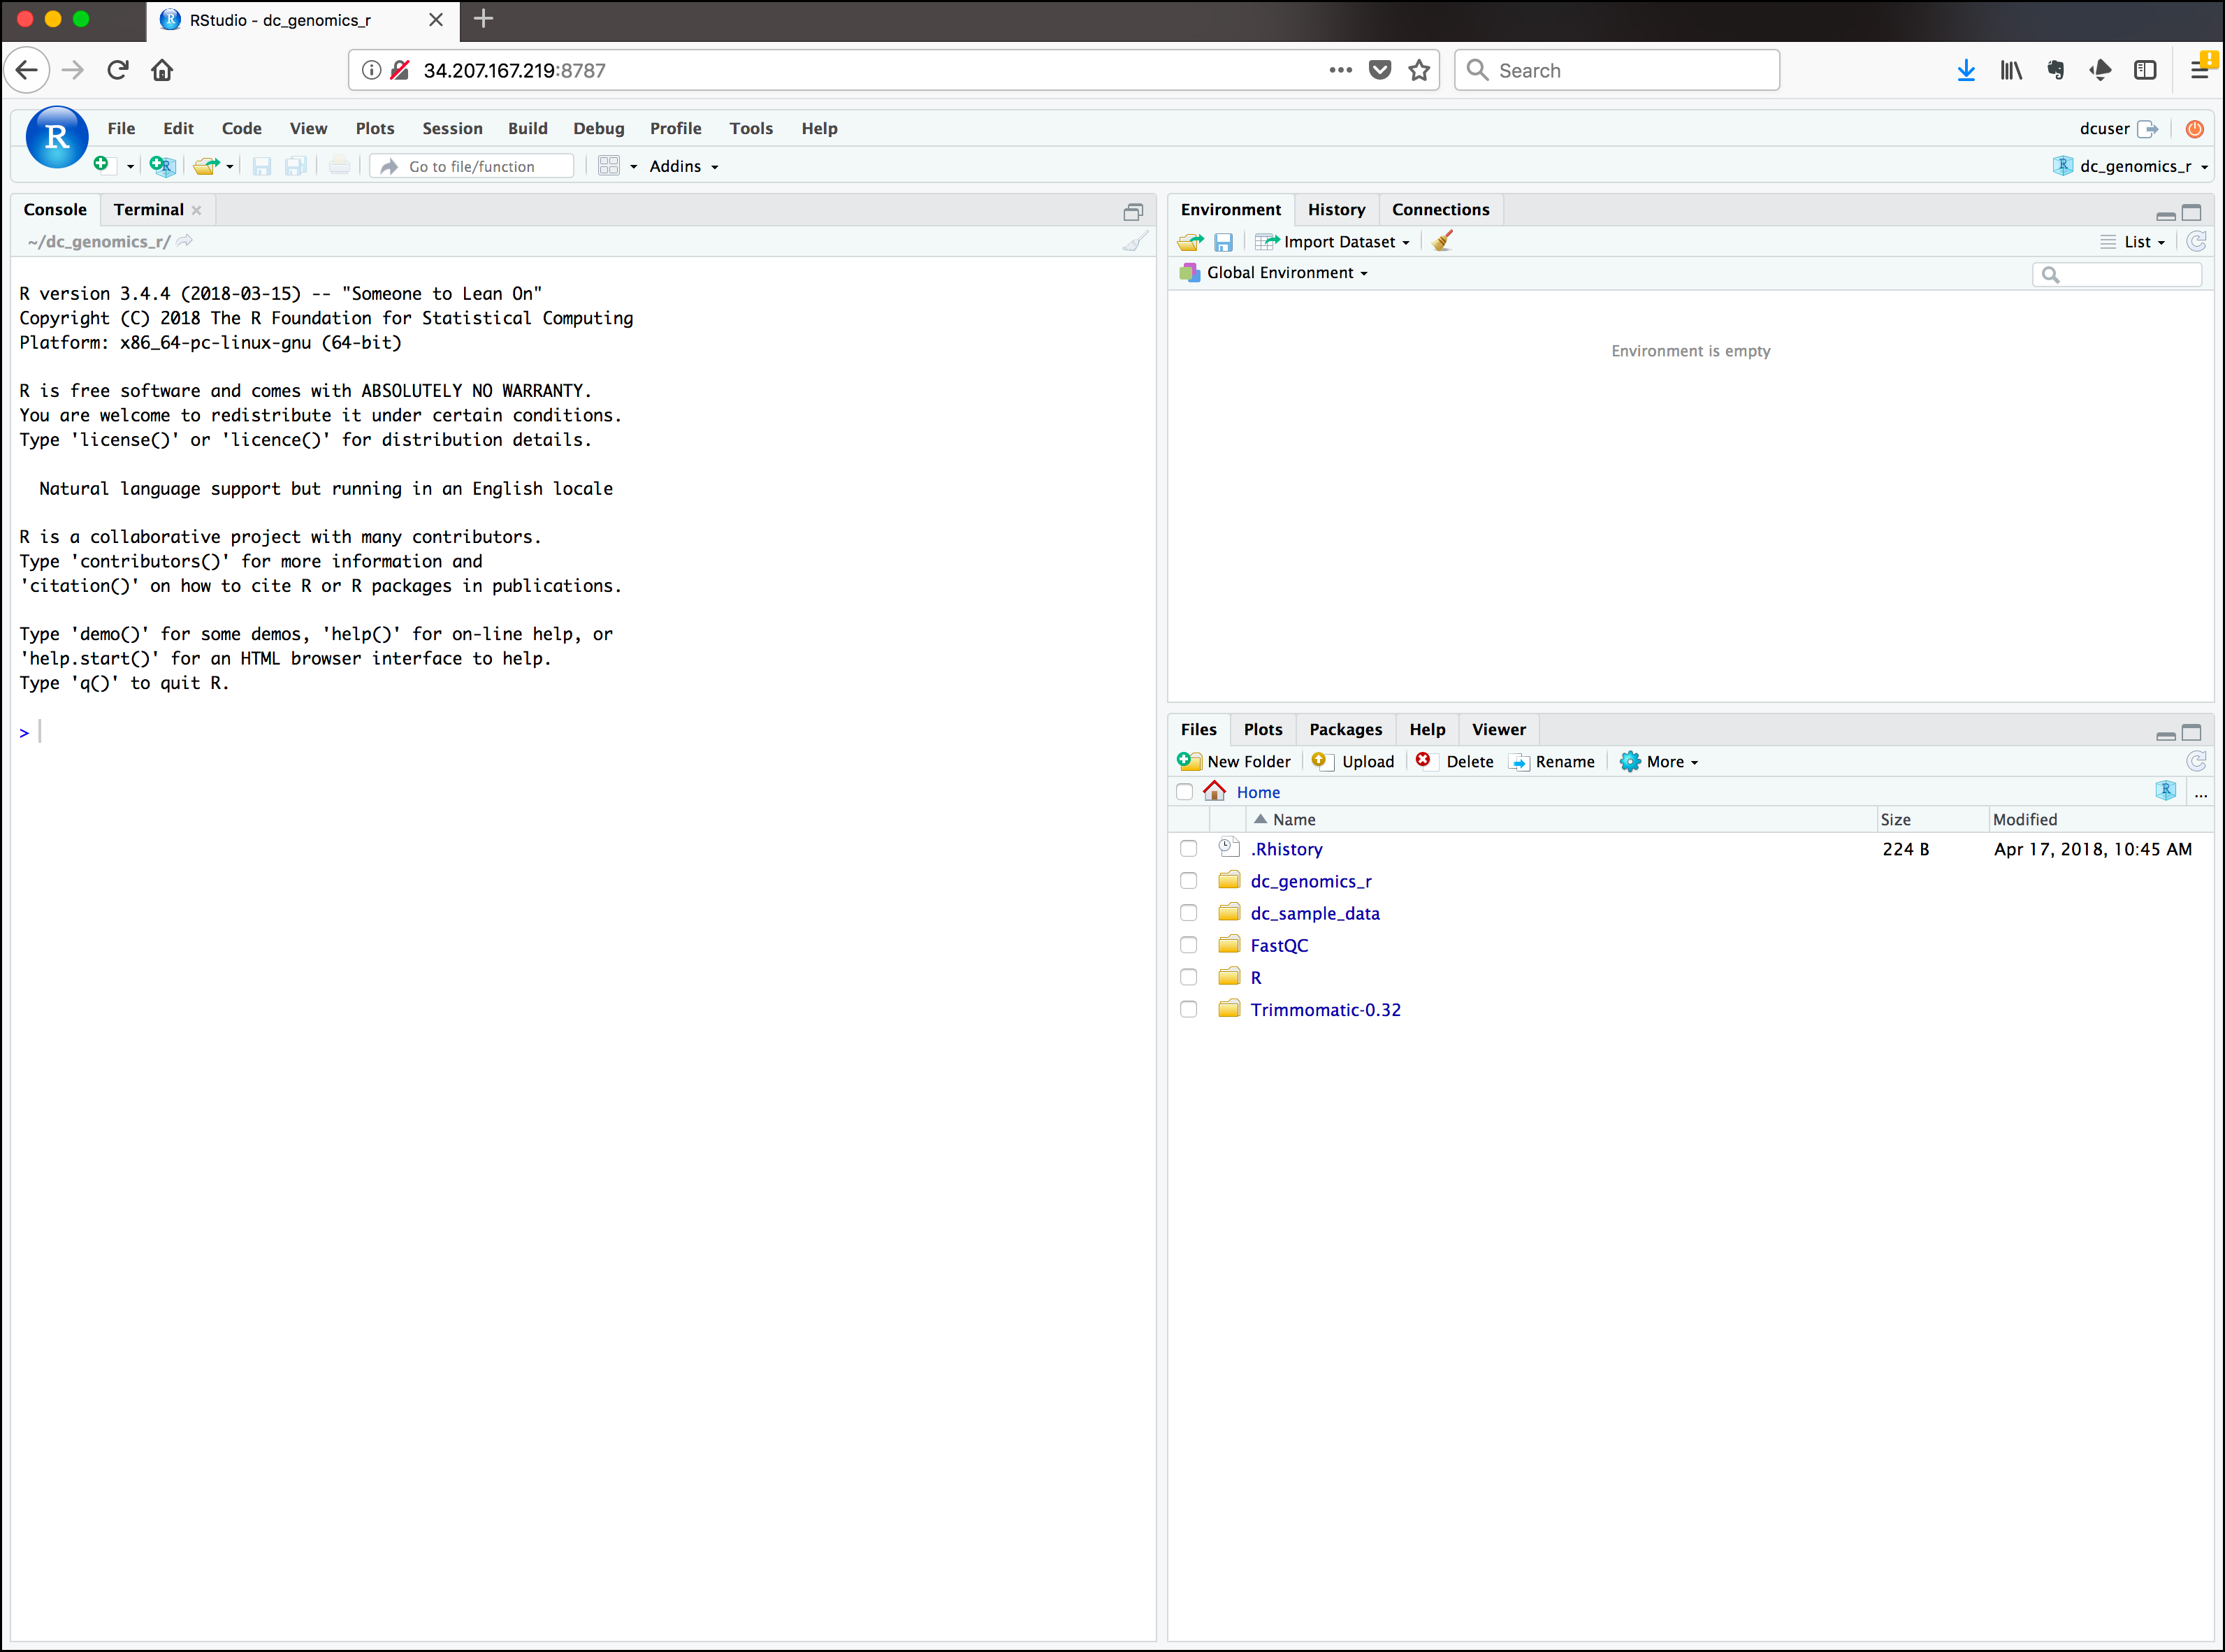 RStudio - dc_genomics_r
34.207.167.219:8787
Search
R
File Edit Code View Plots Session Build Debug Profile Tools Help
dcuser
Go to file/function
Addins
dc_genomics_r
Console Terminal
~/dc_genomics_r/
R version 3.4.4 (2018-03-15) -- "Someone to Lean On"
Copyright (C) 2018 The R Foundation for Statistical Computing
Platform: x86_64-pc-linux-gnu (64-bit)
R is free software and comes with ABSOLUTELY NO WARRANTY.
You are welcome to redistribute it under certain conditions.
Type 'license()' or 'licence()' for distribution details.
Natural language support but running in an English locale
R is a collaborative project with many contributors.
Type 'contributors()' for more information and
'citation()' on how to cite R or R packages in publications.
Type 'demo()' for some demos, 'help()' for on-line help, or
'help.start()' for an HTML browser interface to help.
Type 'q()' to quit R.
>
Environment History Connections
Import Dataset
List
Global Environment
Environment is empty
Files Plots Packages Help Viewer
New Folder Upload Delete Rename More
Home
...
Name Size Modified
.Rhistory 224 B Apr 17, 2018, 10:45 AM
dc_genomics_r
dc_sample_data
FastQC
R
Trimmomatic-0.32